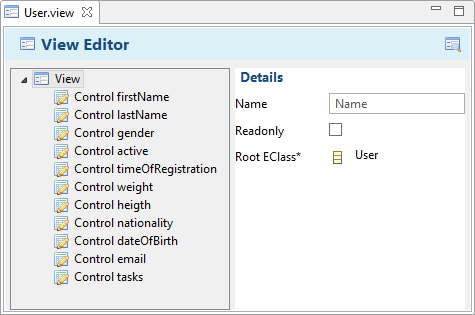 User.view
View Editor
View
Control firstName
Control lastName
Control gender
Control active
Control timeOfRegistration
Control weight
Control heigth
Control nationality
Control dateOfBirth
Control email
Control tasks
Details
Name Name
Readonly
Root EClass* User